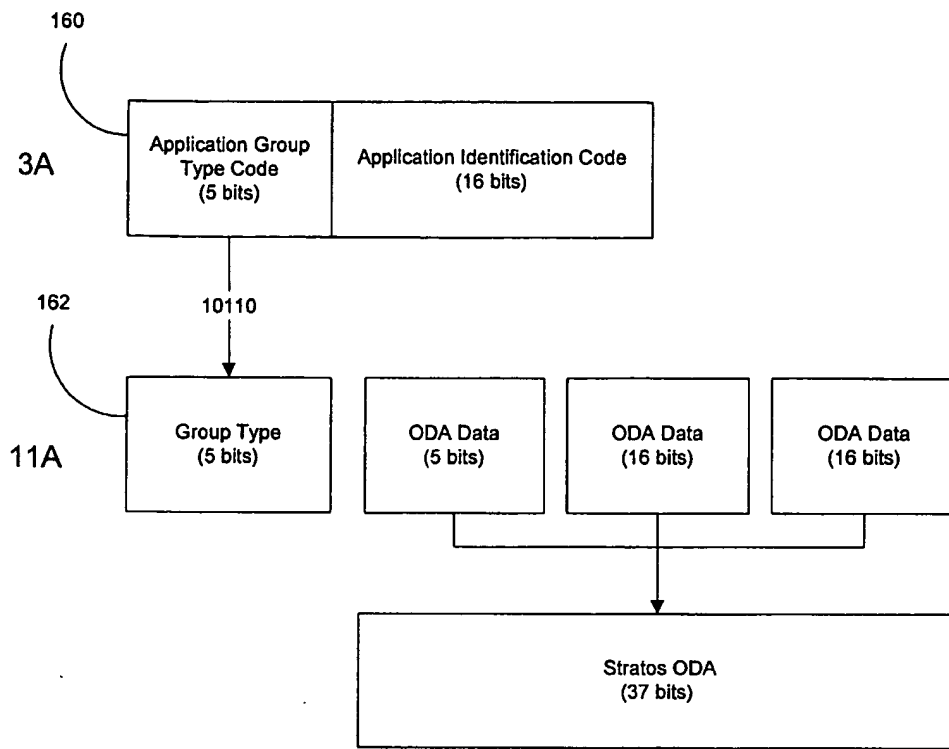 160
3A
Application Group
Type Code
(5 bits)
Application Identification Code
(16 bits)
10110
162
11A
Group Type
(5 bits)
ODA Data
(5 bits)
ODA Data
(16 bits)
ODA Data
(16 bits)
Stratos ODA
(37 bits)